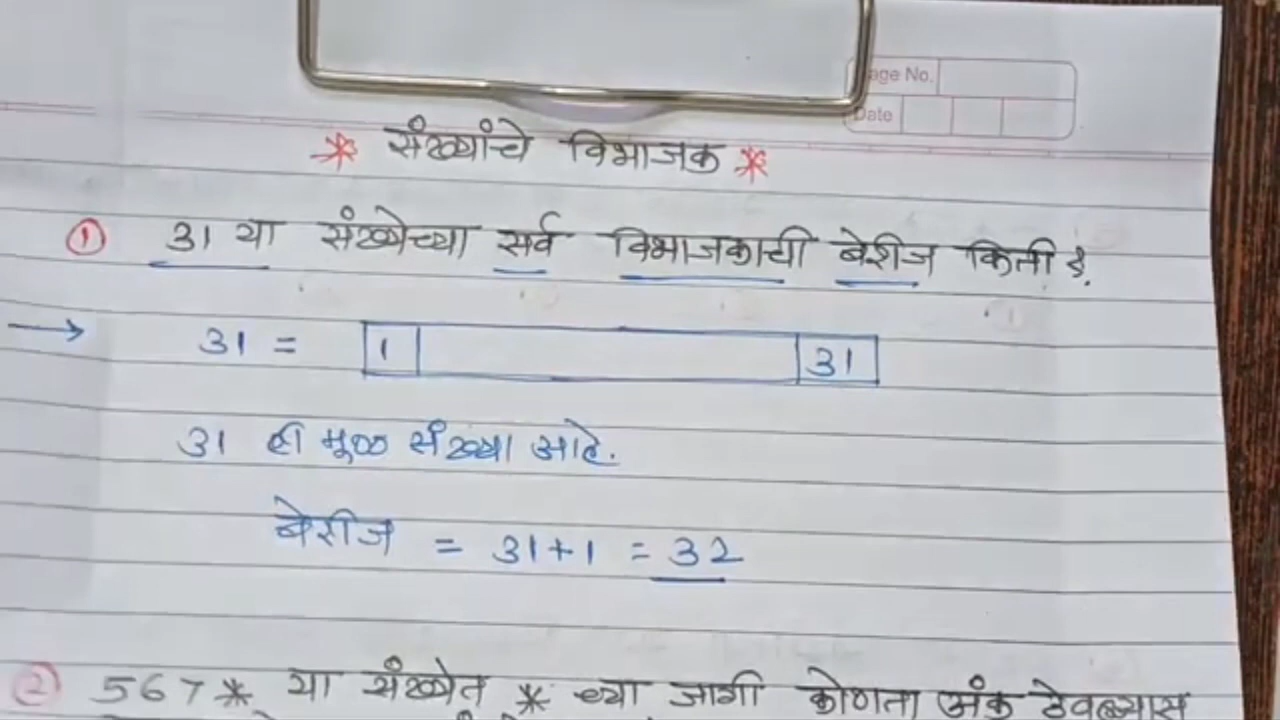 Page No.
Date
* संख्यांचे विभाजक *
① 31 या संख्येच्या सर्व विभाजकाची बेरीज किती ?
→ 31 = 1 31
31 ही मूळ संख्या आहे.
बेरीज = 31+1 = 32
② 567* या संख्येत * च्या जागी कोणता अंक ठेवल्यास